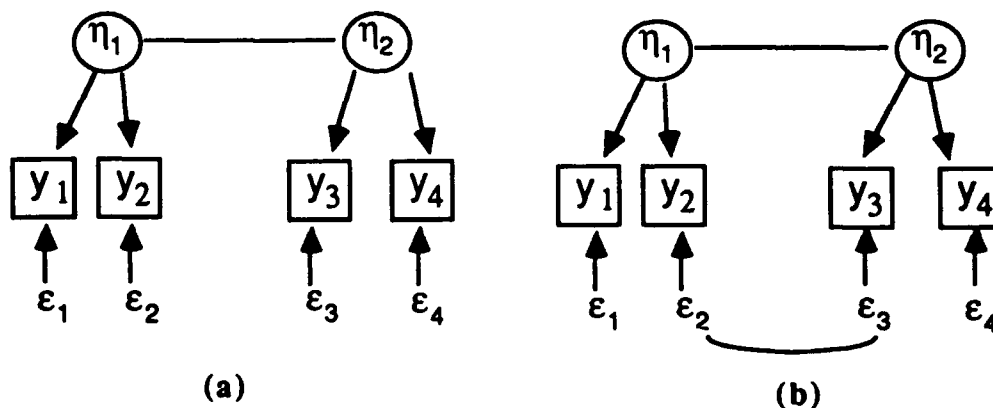 η1 η2 η1 η2
y1 y2 y3 y4 y1 y2 y3 y4
ε1 ε2 ε3 ε4 ε1 ε2 ε3 ε4
(a) (b)